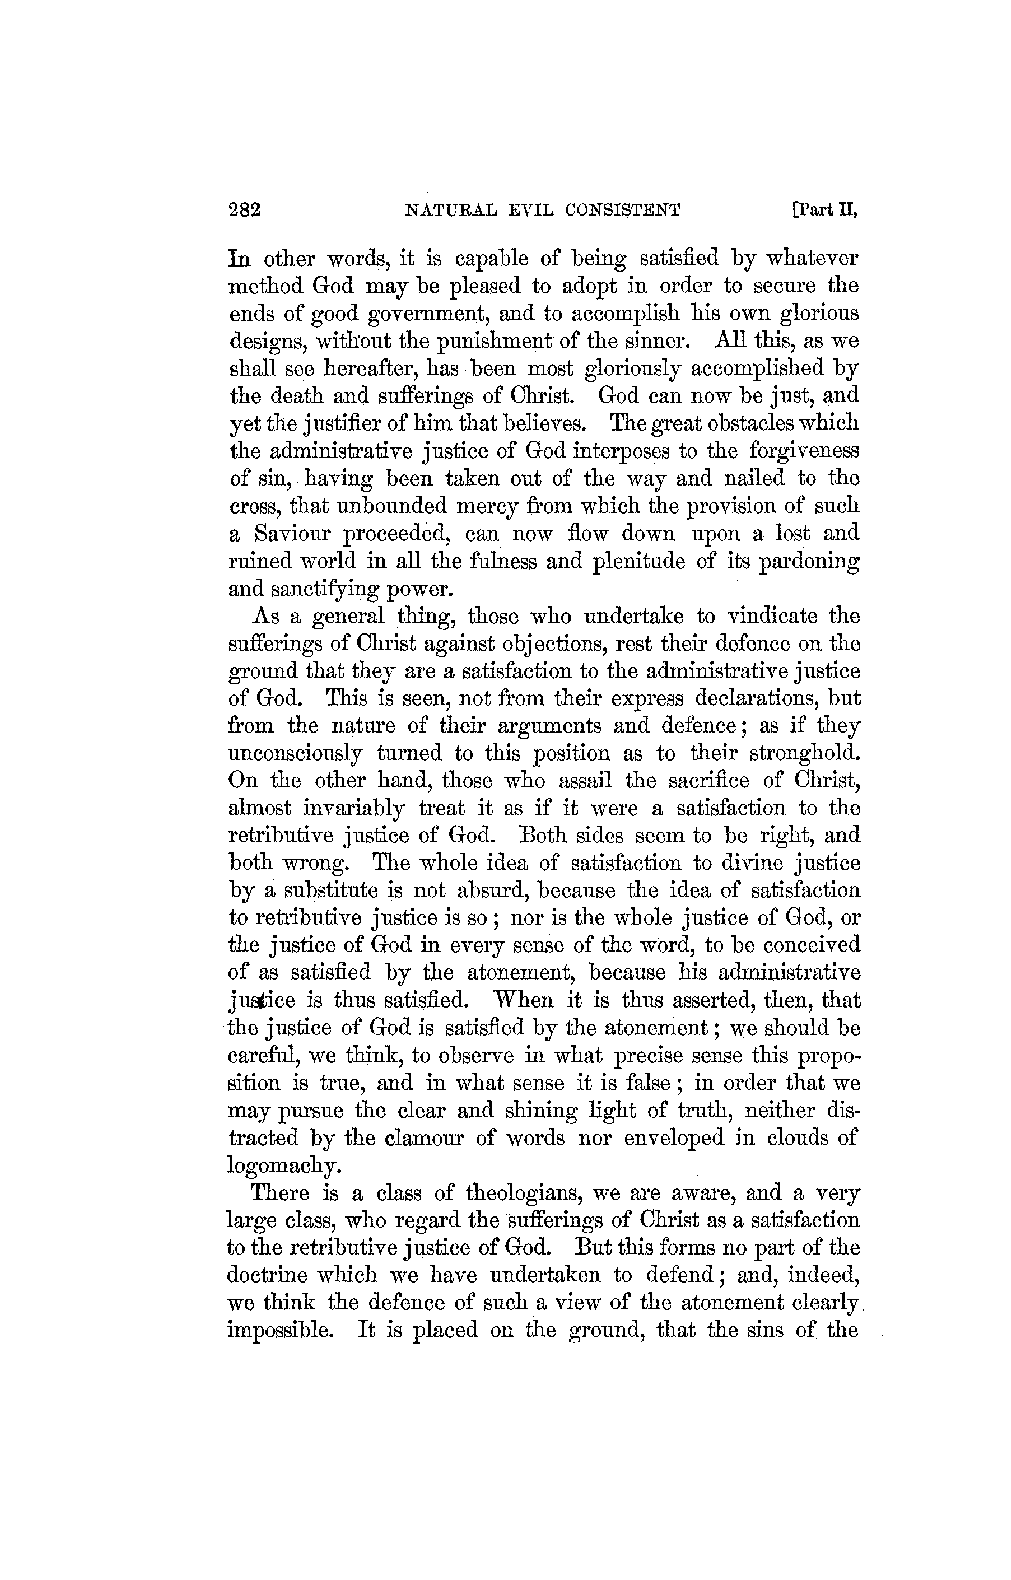 282 NATURAL EVIL CONSISTENT [Part II,
In other words, it is capable of being satisfied by whatever
method God may be pleased to adopt in order to secure the
ends of good government, and to accomplish his own glorious
designs, without the punishment of the sinner. All this, as we
shall see hereafter, has been most gloriously accomplished by
the death and sufferings of Christ. God can now be just, and
yet the justifier of him that believes. The great obstacles which
the administrative justice of God interposes to the forgiveness
of sin, having been taken out of the way and nailed to the
cross, that unbounded mercy from which the provision of such
a Saviour proceeded, can now flow down upon a lost and
ruined world in all the fulness and plenitude of its pardoning
and sanctifying power.
As a general thing, those who undertake to vindicate the
sufferings of Christ against objections, rest their defence on the
ground that they are a satisfaction to the administrative justice
of God. This is seen, not from their express declarations, but
from the nature of their arguments and defence; as if they
unconsciously turned to this position as to their stronghold.
On the other hand, those who assail the sacrifice of Christ,
almost invariably treat it as if it were a satisfaction to the
retributive justice of God. Both sides seem to be right, and
both wrong. The whole idea of satisfaction to divine justice
by a substitute is not absurd, because the idea of satisfaction
to retributive justice is so; nor is the whole justice of God, or
the justice of God in every sense of the word, to be conceived
of as satisfied by the atonement, because his administrative
justice is thus satisfied. When it is thus asserted, then, that
the justice of God is satisfied by the atonement; we should be
careful, we think, to observe in what precise sense this propo-
sition is true, and in what sense it is false; in order that we
may pursue the clear and shining light of truth, neither dis-
tracted by the clamour of words nor enveloped in clouds of
logomachy.
There is a class of theologians, we are aware, and a very
large class, who regard the sufferings of Christ as a satisfaction
to the retributive justice of God. But this forms no part of the
doctrine which we have undertaken to defend; and, indeed,
we think the defence of such a view of the atonement clearly
impossible. It is placed on the ground, that the sins of the